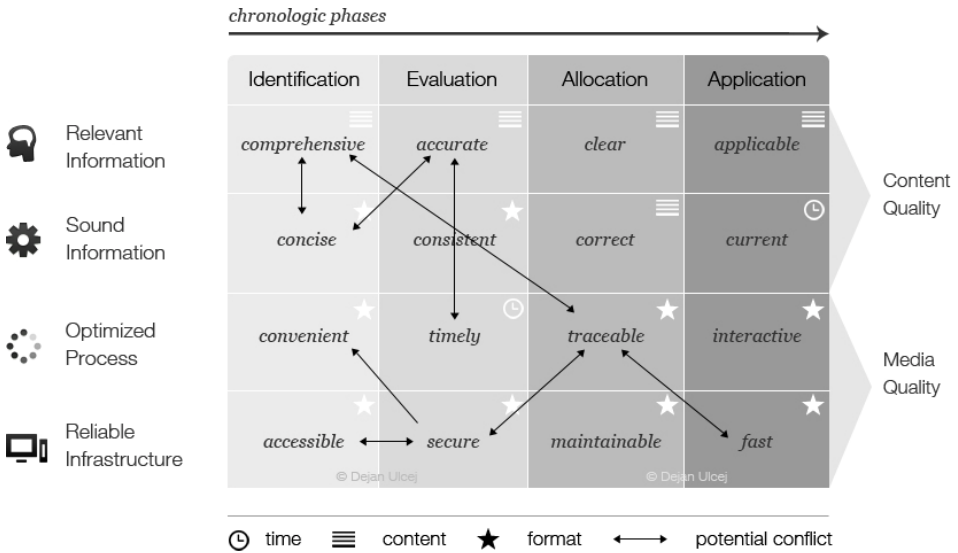 chronologic phases
Identification Evaluation Allocation Application
Relevant
Information
comprehensive accurate clear applicable
Content
Quality
Sound
Information
concise consistent correct current
Optimized
Process
convenient timely traceable interactive
Media
Quality
Reliable
Infrastructure
accessible secure maintainable fast
© Dejan Ulcej © Dejan Ulcej
time content format potential conflict